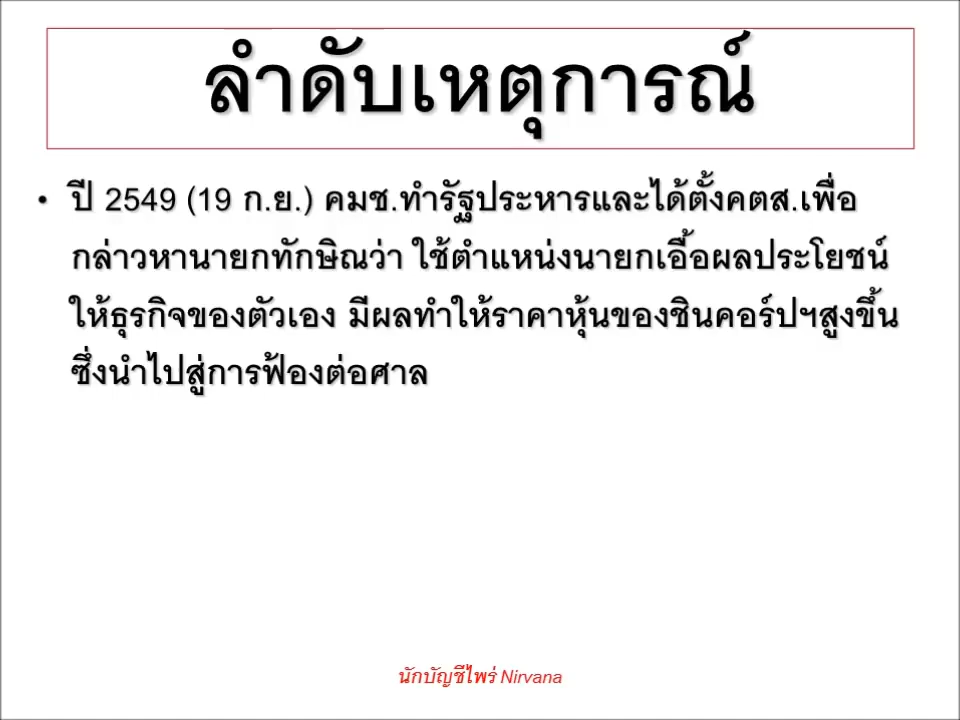 ลำดับเหตุการณ์
• ปี 2549 (19 ก.ย.) คมช.ทำรัฐประหารและได้ตั้งคตส.เพื่อ
กล่าวหานายกทักษิณว่า ใช้ตำแหน่งนายกเอื้อผลประโยชน์
ให้ธุรกิจของตัวเอง มีผลทำให้ราคาหุ้นของชินคอร์ปฯสูงขึ้น
ซึ่งนำไปสู่การฟ้องต่อศาล
นักบัญชีไพร่ Nirvana